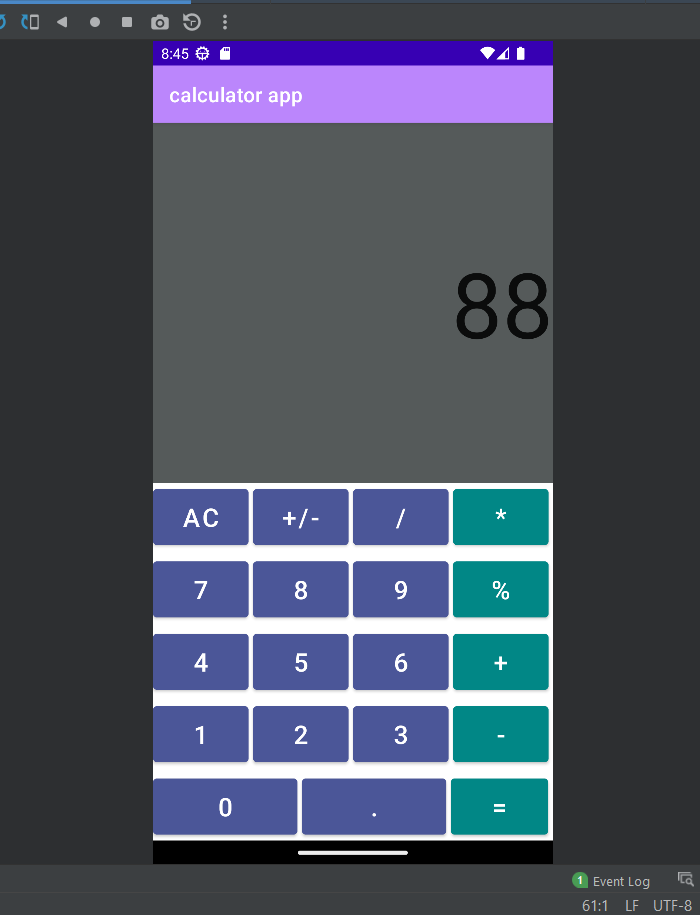 8:45
calculator app
88
AC +/- / *
7 8 9 %
4 5 6 +
1 2 3 -
0 . =
1 Event Log
61:1 LF UTF-8